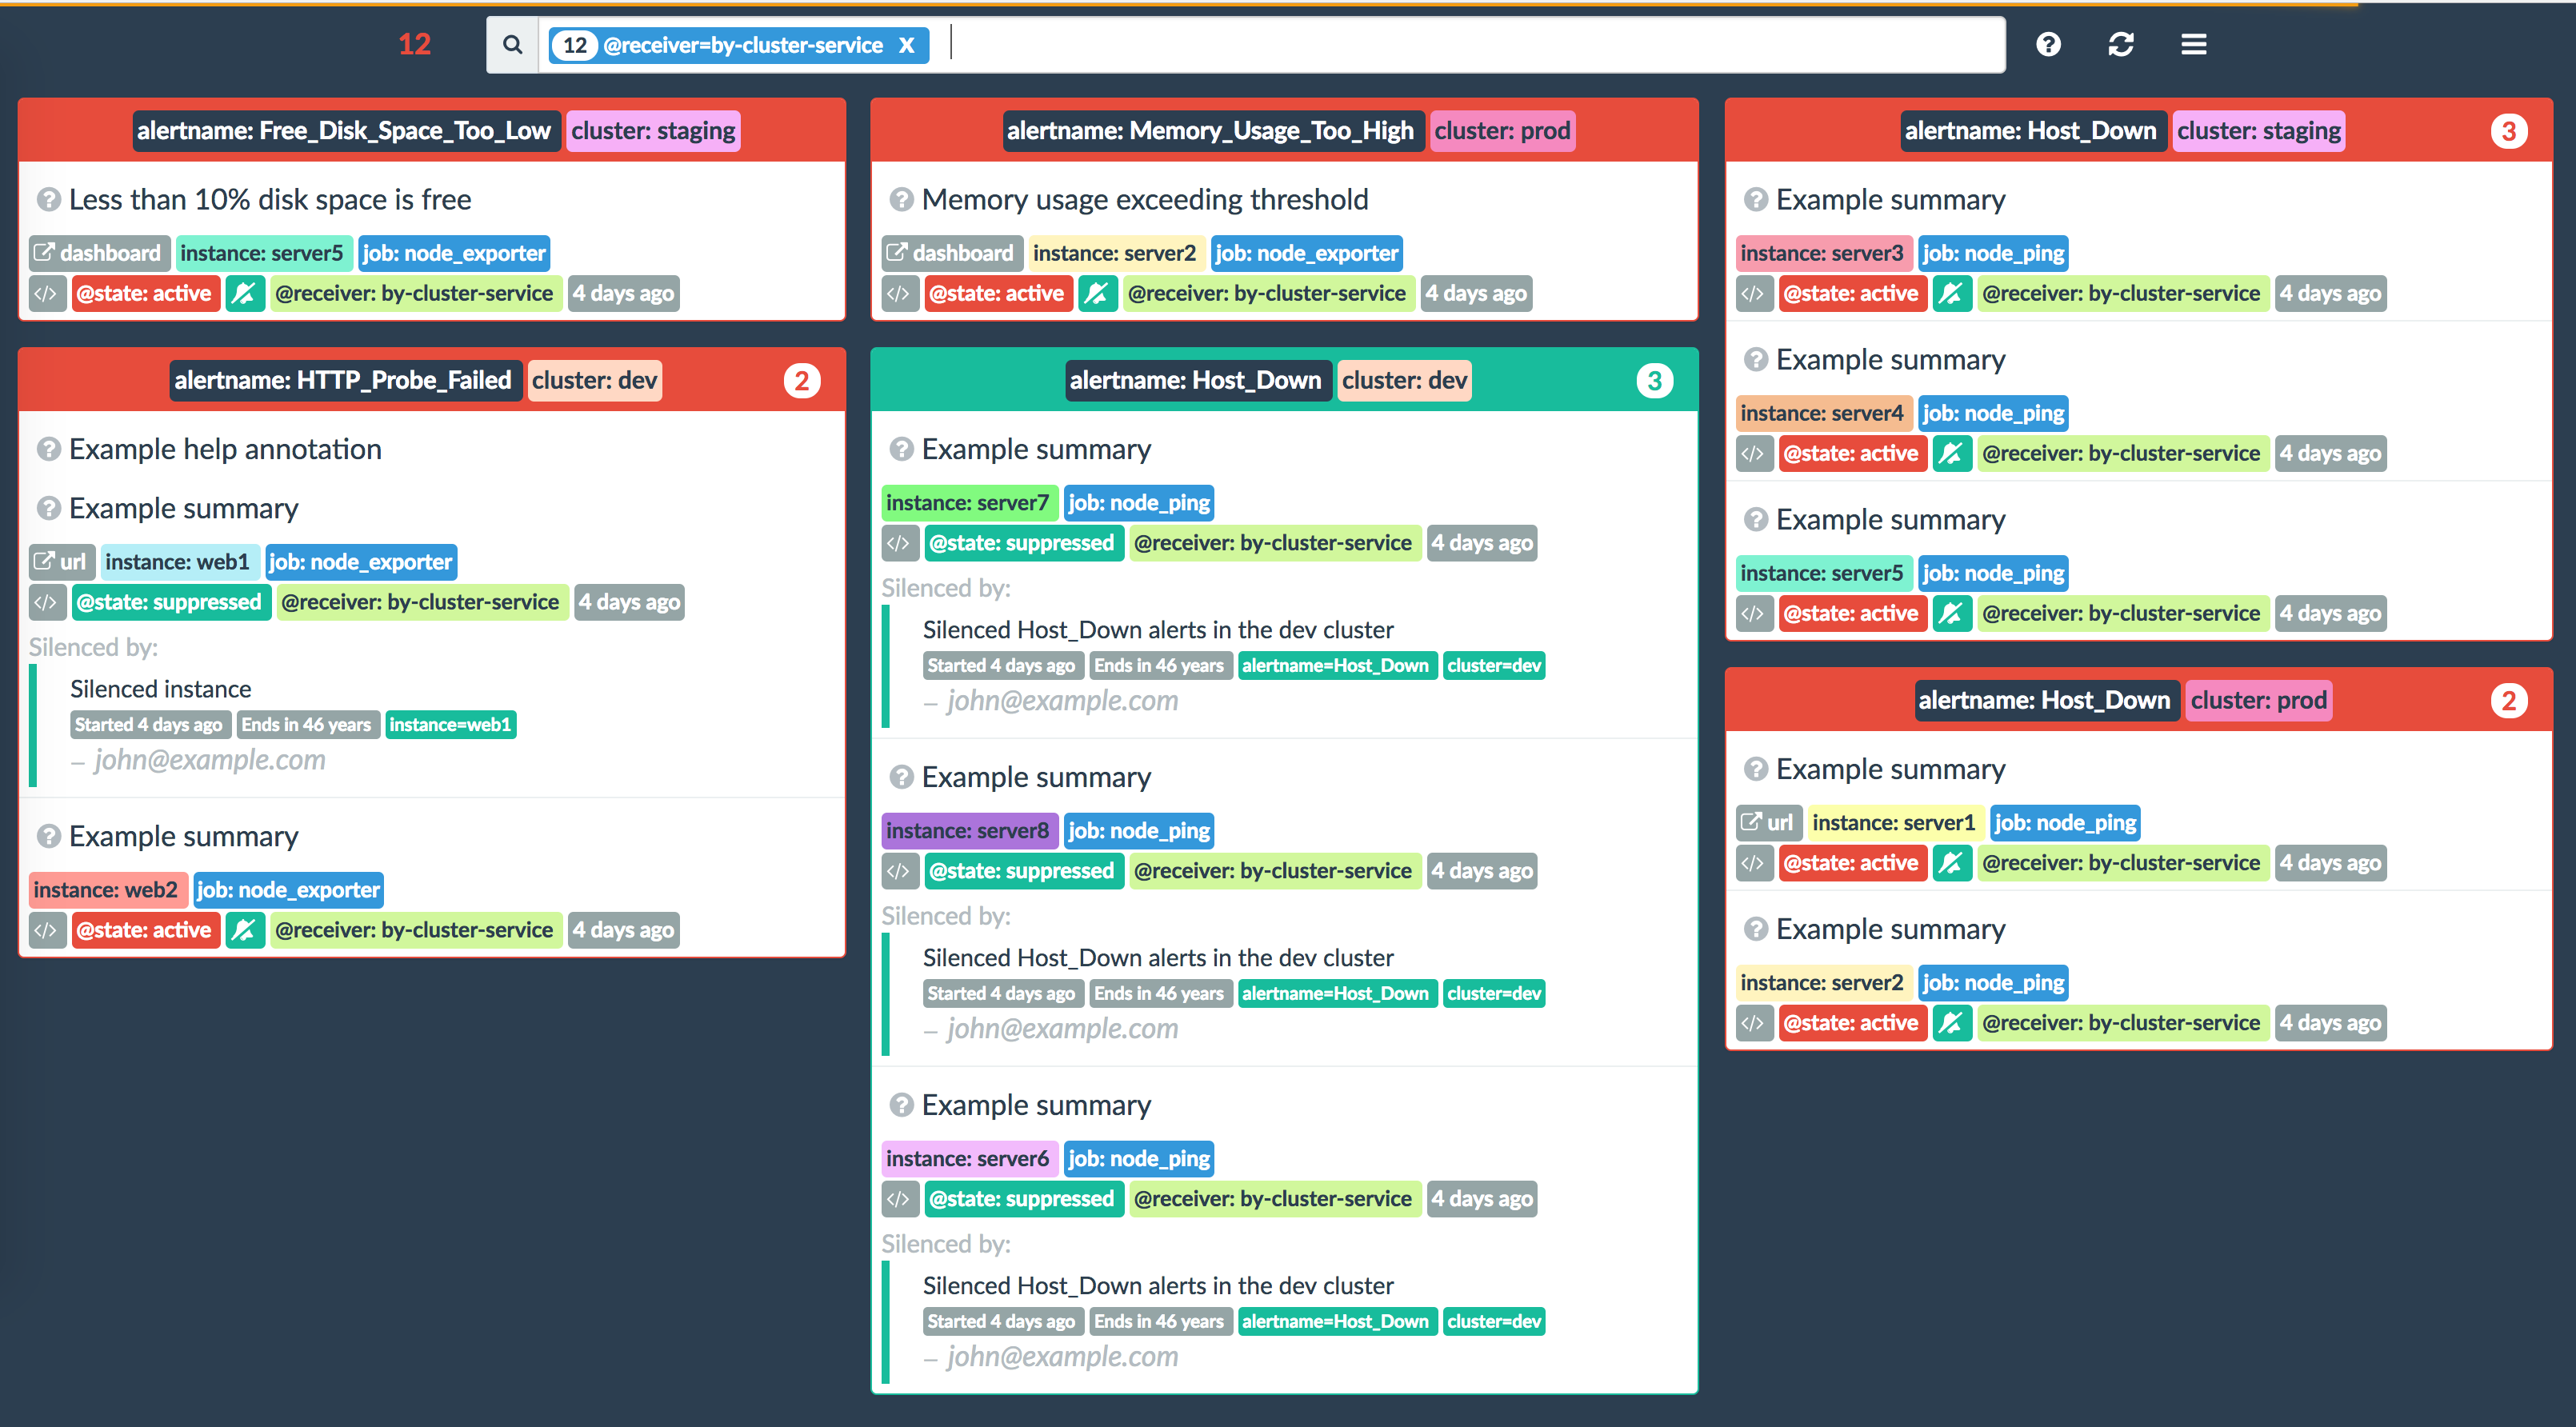 12
12 @receiver=by-cluster-service X
alertname: Free_Disk_Space_Too_Low cluster: staging
Less than 10% disk space is free
dashboard instance: server5 job: node_exporter
</> @state: active @receiver: by-cluster-service 4 days ago
alertname: HTTP_Probe_Failed cluster: dev 2
Example help annotation
Example summary
url instance: web1 job: node_exporter
</> @state: suppressed @receiver: by-cluster-service 4 days ago
Silenced by:
Silenced instance
Started 4 days ago Ends in 46 years instance=web1
— john@example.com
Example summary
instance: web2 job: node_exporter
</> @state: active @receiver: by-cluster-service 4 days ago
alertname: Memory_Usage_Too_High cluster: prod
Memory usage exceeding threshold
dashboard instance: server2 job: node_exporter
</> @state: active @receiver: by-cluster-service 4 days ago
alertname: Host_Down cluster: dev 3
Example summary
instance: server7 job: node_ping
</> @state: suppressed @receiver: by-cluster-service 4 days ago
Silenced by:
Silenced Host_Down alerts in the dev cluster
Started 4 days ago Ends in 46 years alertname=Host_Down cluster=dev
— john@example.com
Example summary
instance: server8 job: node_ping
</> @state: suppressed @receiver: by-cluster-service 4 days ago
Silenced by:
Silenced Host_Down alerts in the dev cluster
Started 4 days ago Ends in 46 years alertname=Host_Down cluster=dev
— john@example.com
Example summary
instance: server6 job: node_ping
</> @state: suppressed @receiver: by-cluster-service 4 days ago
Silenced by:
Silenced Host_Down alerts in the dev cluster
Started 4 days ago Ends in 46 years alertname=Host_Down cluster=dev
— john@example.com
alertname: Host_Down cluster: staging 3
Example summary
instance: server3 job: node_ping
</> @state: active @receiver: by-cluster-service 4 days ago
Example summary
instance: server4 job: node_ping
</> @state: active @receiver: by-cluster-service 4 days ago
Example summary
instance: server5 job: node_ping
</> @state: active @receiver: by-cluster-service 4 days ago
alertname: Host_Down cluster: prod 2
Example summary
url instance: server1 job: node_ping
</> @state: active @receiver: by-cluster-service 4 days ago
Example summary
instance: server2 job: node_ping
</> @state: active @receiver: by-cluster-service 4 days ago